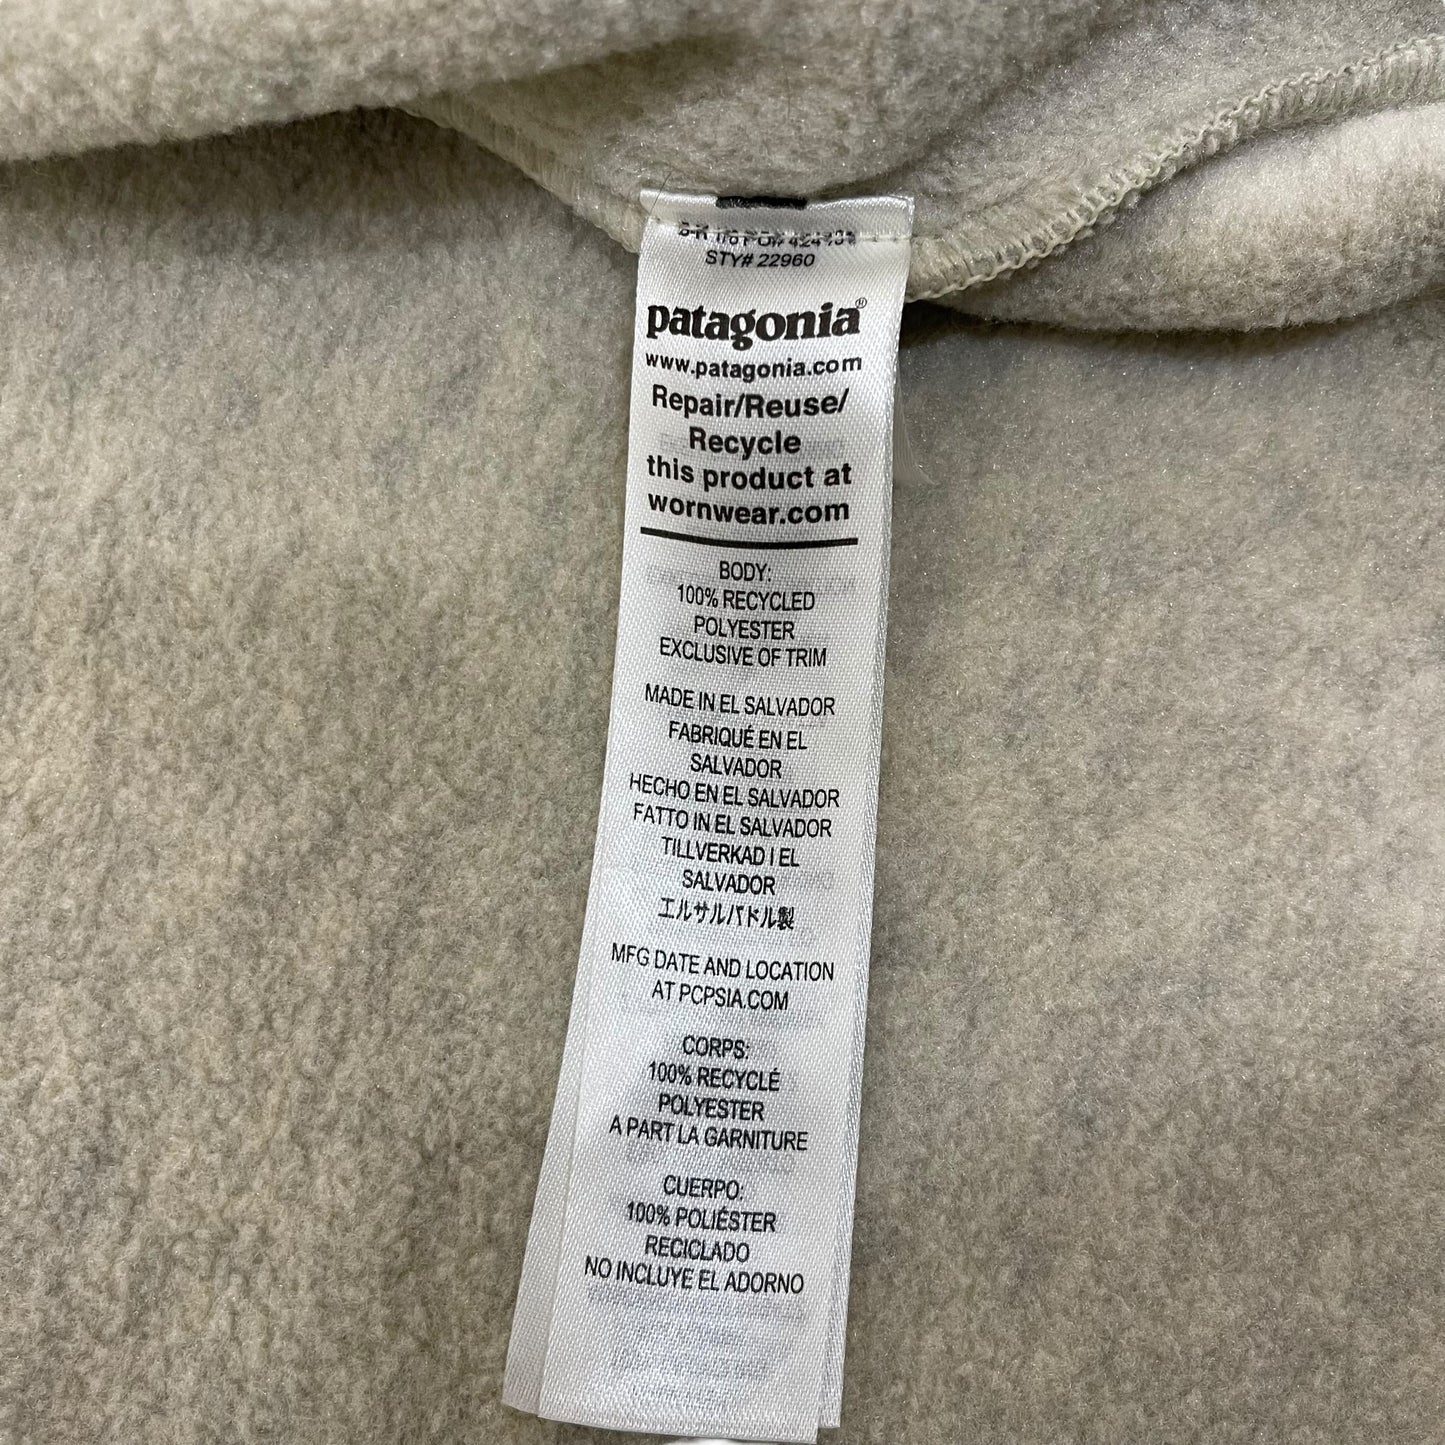 STY# 22960
patagonia®
www.patagonia.com
Repair/Reuse/
Recycle
this product at
wornwear.com
BODY:
100% RECYCLED
POLYESTER
EXCLUSIVE OF TRIM
MADE IN EL SALVADOR
FABRIQUÉ EN EL
SALVADOR
HECHO EN EL SALVADOR
FATTO IN EL SALVADOR
TILLVERKAD I EL
SALVADOR
エルサルバドル製
MFG DATE AND LOCATION
AT PCPSIA.COM
CORPS:
100% RECYCLÉ
POLYESTER
A PART LA GARNITURE
CUERPO:
100% POLIÉSTER
RECICLADO
NO INCLUYE EL ADORNO